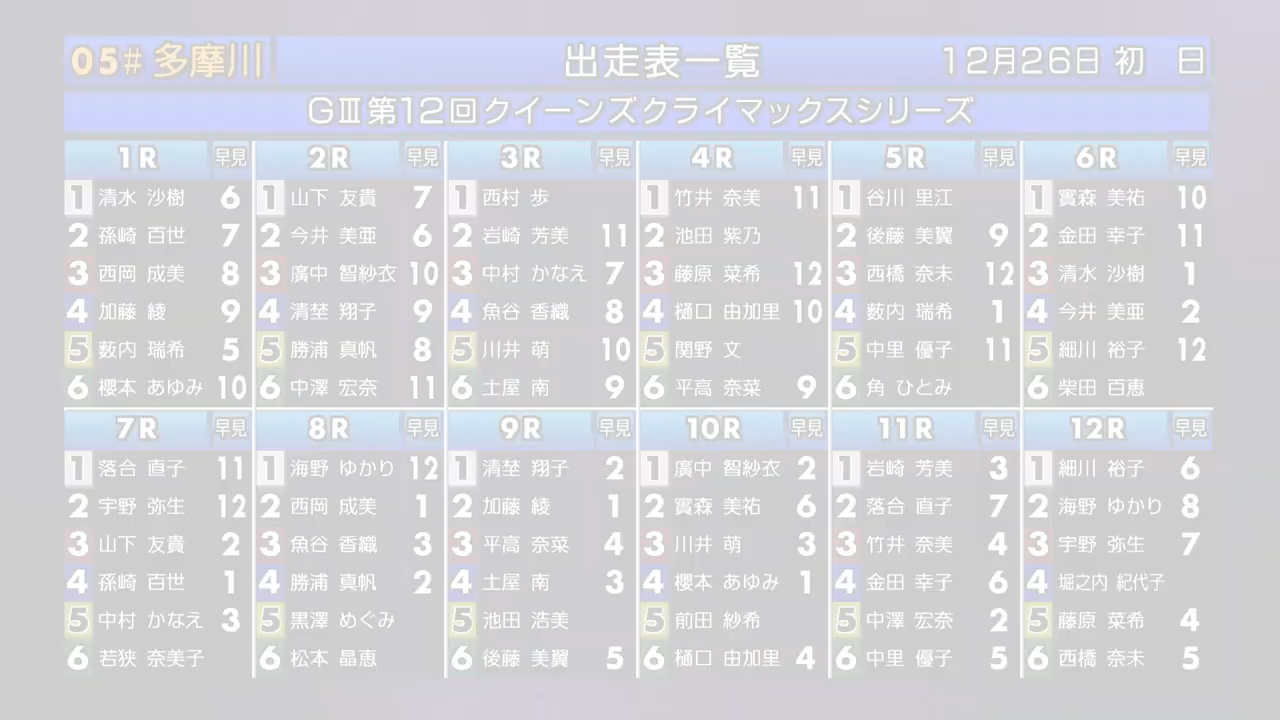 05# 多摩川 出走表一覧 12月26日 初 日
GⅢ第12回クイーンズクライマックスシリーズ
1R 早見 2R 早見 3R 早見 4R 早見 5R 早見 6R 早見
1 清水 沙樹 6 1 山下 友貴 7 1 西村 歩 1 竹井 奈美 11 1 谷川 里江 1 實森 美祐 10
2 孫崎 百世 7 2 今井 美亜 6 2 岩崎 芳美 11 2 池田 紫乃 2 後藤 美翼 9 2 金田 幸子 11
3 西岡 成美 8 3 廣中 智紗衣 10 3 中村 かなえ 7 3 藤原 菜希 12 3 西橋 奈未 12 3 清水 沙樹 1
4 加藤 綾 9 4 清埜 翔子 9 4 魚谷 香織 8 4 樋口 由加里 10 4 薮内 瑞希 1 4 今井 美亜 2
5 薮内 瑞希 5 5 勝浦 真帆 8 5 川井 萌 10 5 関野 文 5 中里 優子 11 5 細川 裕子 12
6 櫻本 あゆみ 10 6 中澤 宏奈 11 6 土屋 南 9 6 平高 奈菜 9 6 角 ひとみ 6 柴田 百恵
7R 早見 8R 早見 9R 早見 10R 早見 11R 早見 12R 早見
1 落合 直子 11 1 海野 ゆかり 12 1 清埜 翔子 2 1 廣中 智紗衣 2 1 岩崎 芳美 3 1 細川 裕子 6
2 宇野 弥生 12 2 西岡 成美 1 2 加藤 綾 1 2 實森 美祐 6 2 落合 直子 7 2 海野 ゆかり 8
3 山下 友貴 2 3 魚谷 香織 3 3 平高 奈菜 4 3 川井 萌 3 3 竹井 奈美 4 3 宇野 弥生 7
4 孫崎 百世 1 4 勝浦 真帆 2 4 土屋 南 3 4 櫻本 あゆみ 1 4 金田 幸子 6 4 堀之内 紀代子
5 中村 かなえ 3 5 黒澤 めぐみ 5 池田 浩美 5 前田 紗希 5 中澤 宏奈 2 5 藤原 菜希 4
6 若狭 奈美子 6 松本 晶恵 6 後藤 美翼 5 6 樋口 由加里 4 6 中里 優子 5 6 西橋 奈未 5